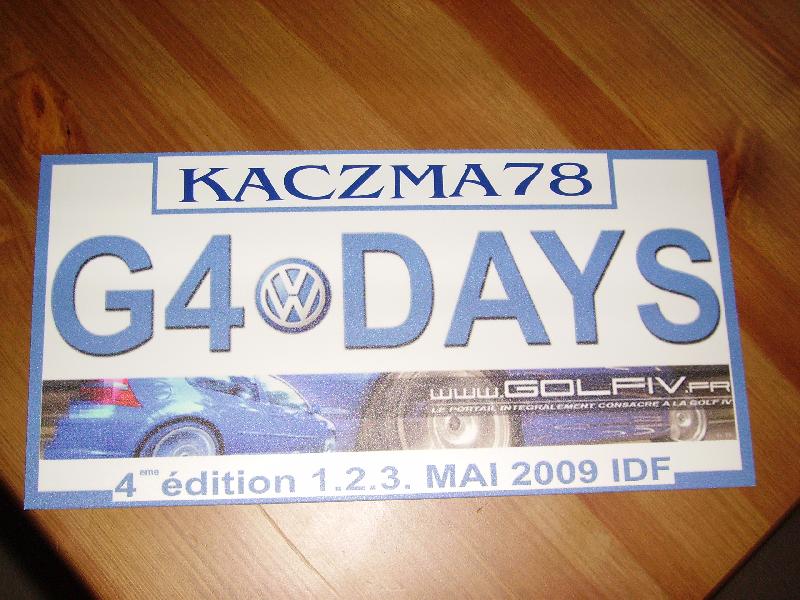 KACZMA78
G4 DAYS
www.GOLFIV.FR
LE PORTAIL INTEGRALEMENT CONSACRE A LA GOLF IV
4eme édition 1.2.3. MAI 2009 IDF